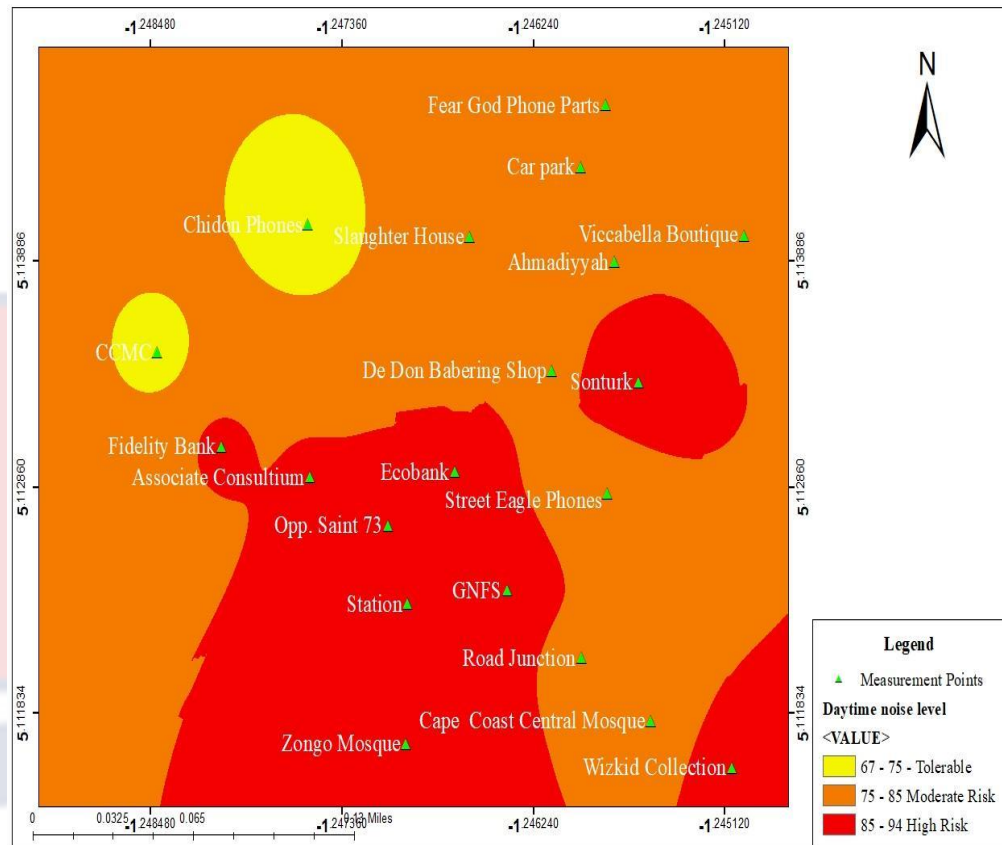 -1.248480 -1.247360 -1.246240 -1.245120
N
Fear God Phone Parts
Car park
Chidon Phones
Slaughter House
Viccabella Boutique
Ahmadiyyah
5.113886
5.113886
CCMC
De Don Babering Shop
Sonturk
Fidelity Bank
Associate Consultium
Ecobank
Street Eagle Phones
5.112860
5.112860
Opp. Saint 73
Station
GNFS
Road Junction
Cape Coast Central Mosque
5.111834
5.111834
Zongo Mosque
Wizkid Collection
Legend
Measurement Points
Daytime noise level
<VALUE>
67 - 75 - Tolerable
75 - 85 Moderate Risk
85 - 94 High Risk
0 0.0325 0.065 0.13 Miles
-1.248480 -1.247360 -1.246240 -1.245120